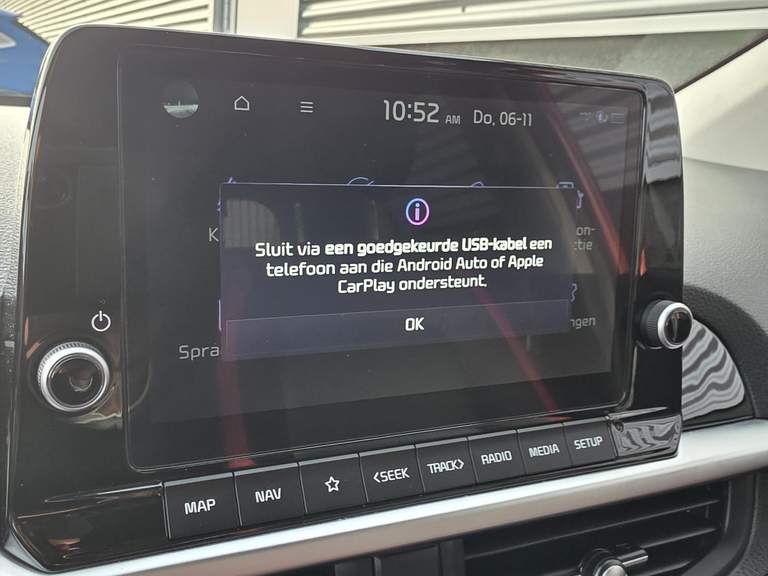 10:52 AM Do, 06-11
Sluit via een goedgekeurde USB-kabel een
telefoon aan die Android Auto of Apple
CarPlay ondersteunt.
OK
MAP NAV <SEEK TRACK> RADIO MEDIA SETUP